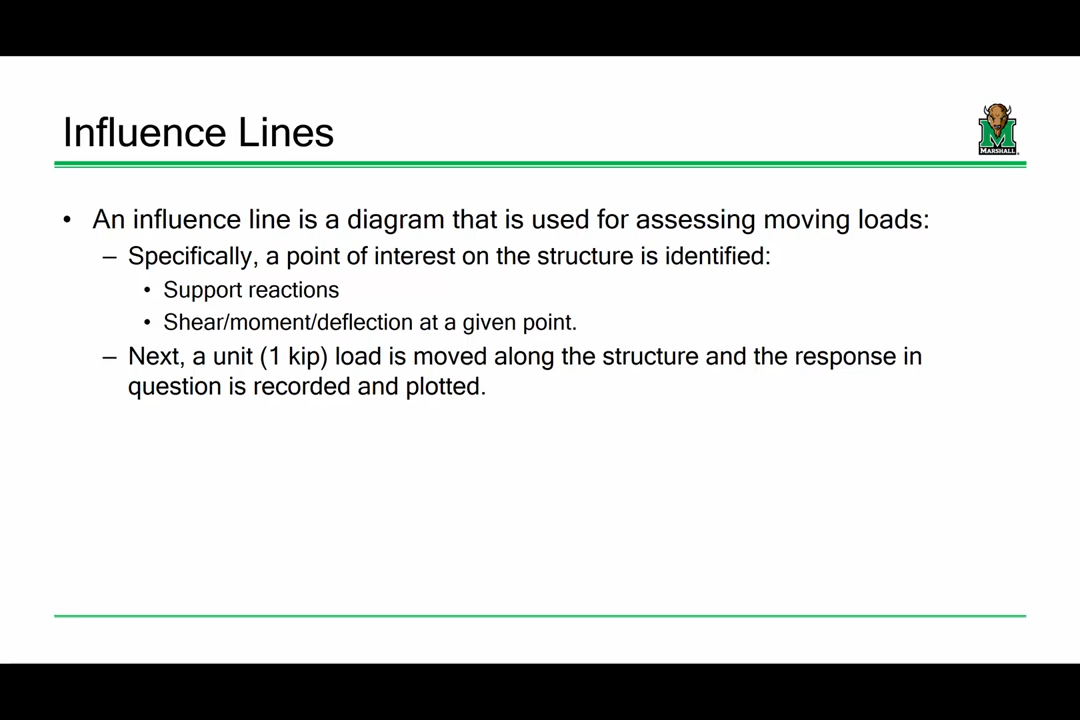 Influence Lines
MARSHALL
• An influence line is a diagram that is used for assessing moving loads:
– Specifically, a point of interest on the structure is identified:
• Support reactions
• Shear/moment/deflection at a given point.
– Next, a unit (1 kip) load is moved along the structure and the response in
question is recorded and plotted.